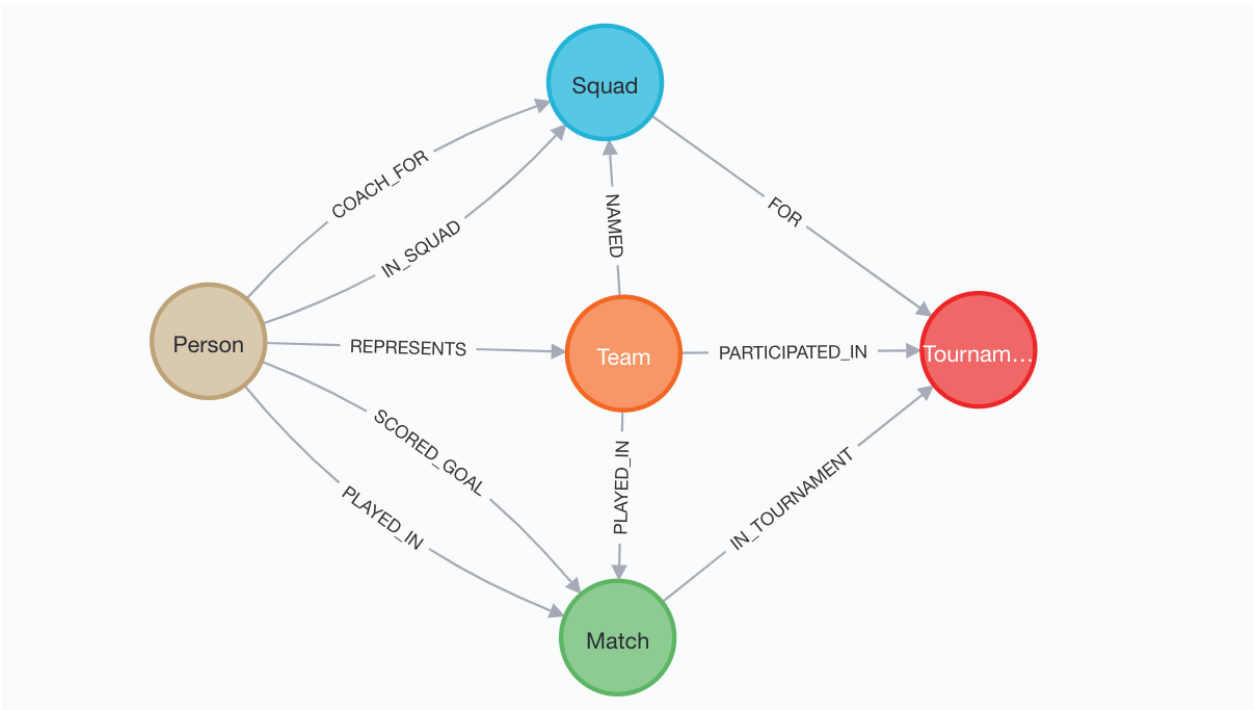 Squad
COACH_FOR
NAMED
FOR
IN_SQUAD
Person
REPRESENTS
Team
PARTICIPATED_IN
Tournam...
SCORED_GOAL
PLAYED_IN
PLAYED_IN
IN_TOURNAMENT
Match